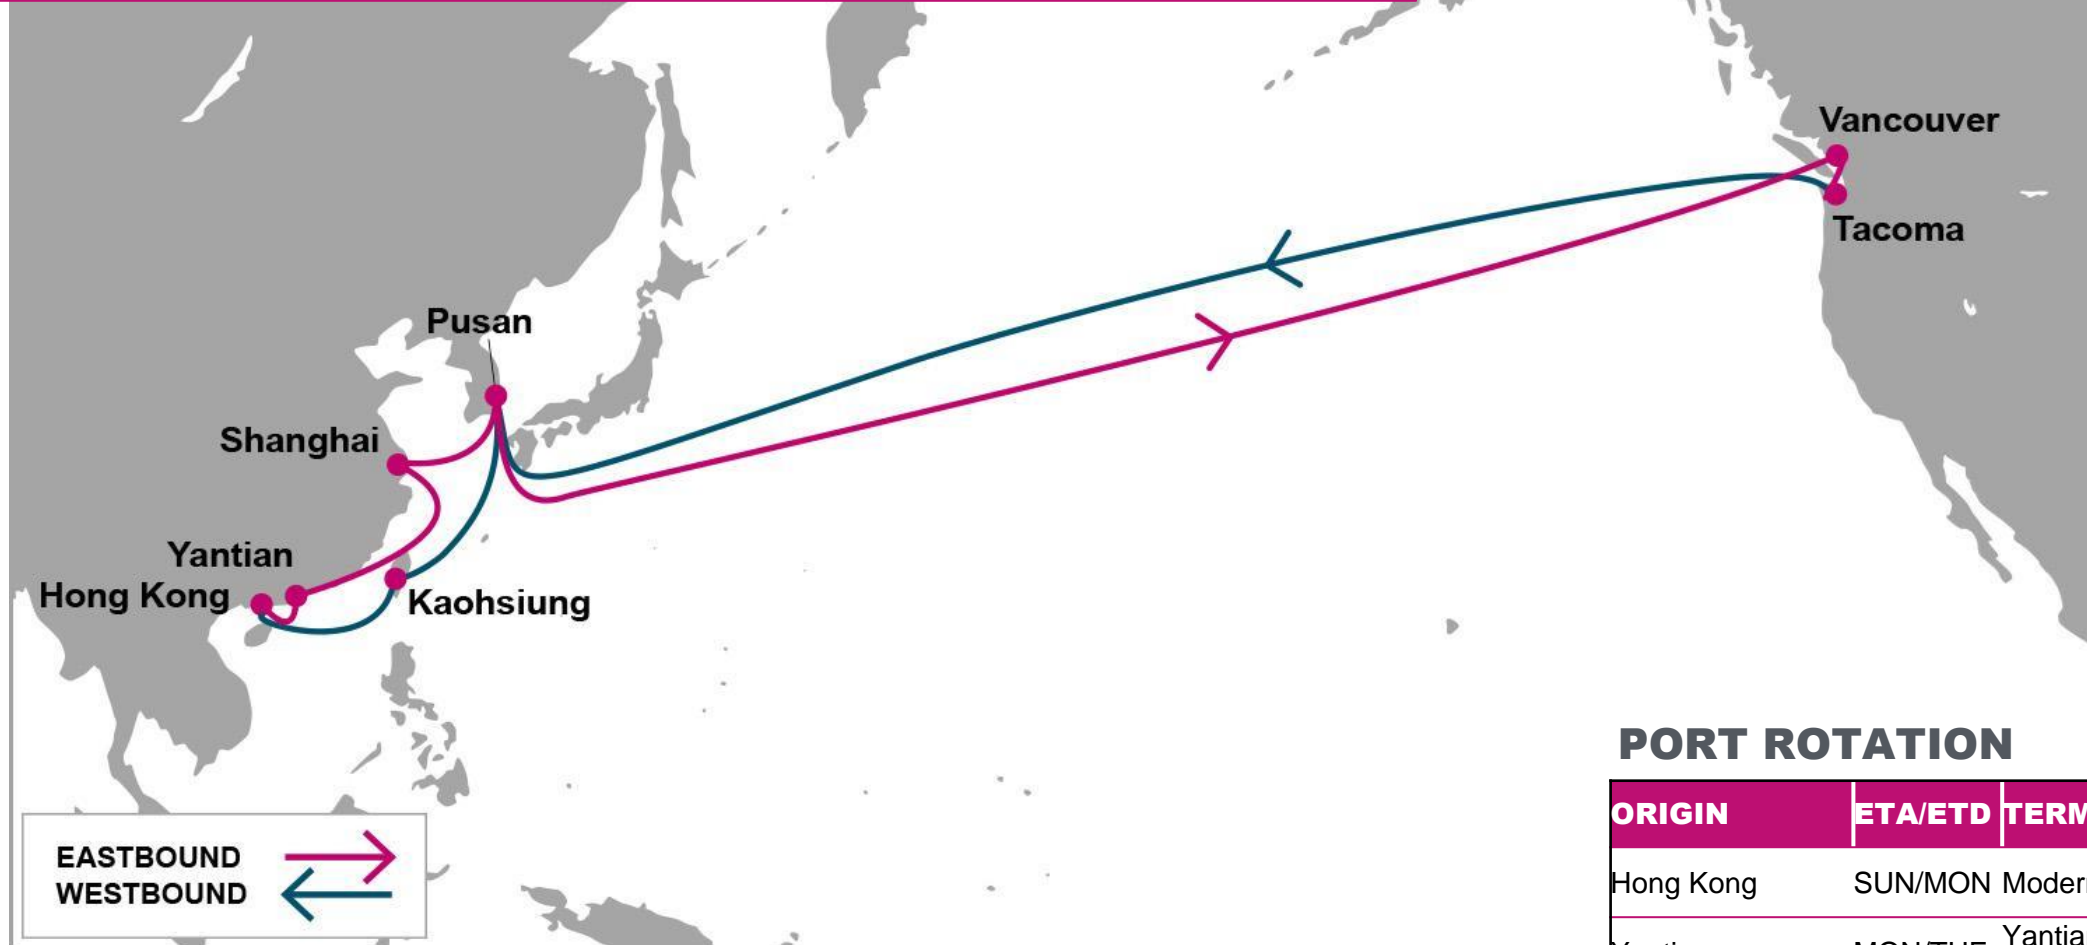 Vancouver
Tacoma
Pusan
Shanghai
Yantian
Hong Kong
Kaohsiung
EASTBOUND
WESTBOUND
PORT ROTATION
ORIGIN ETA/ETD
Hong Kong SUN/MON